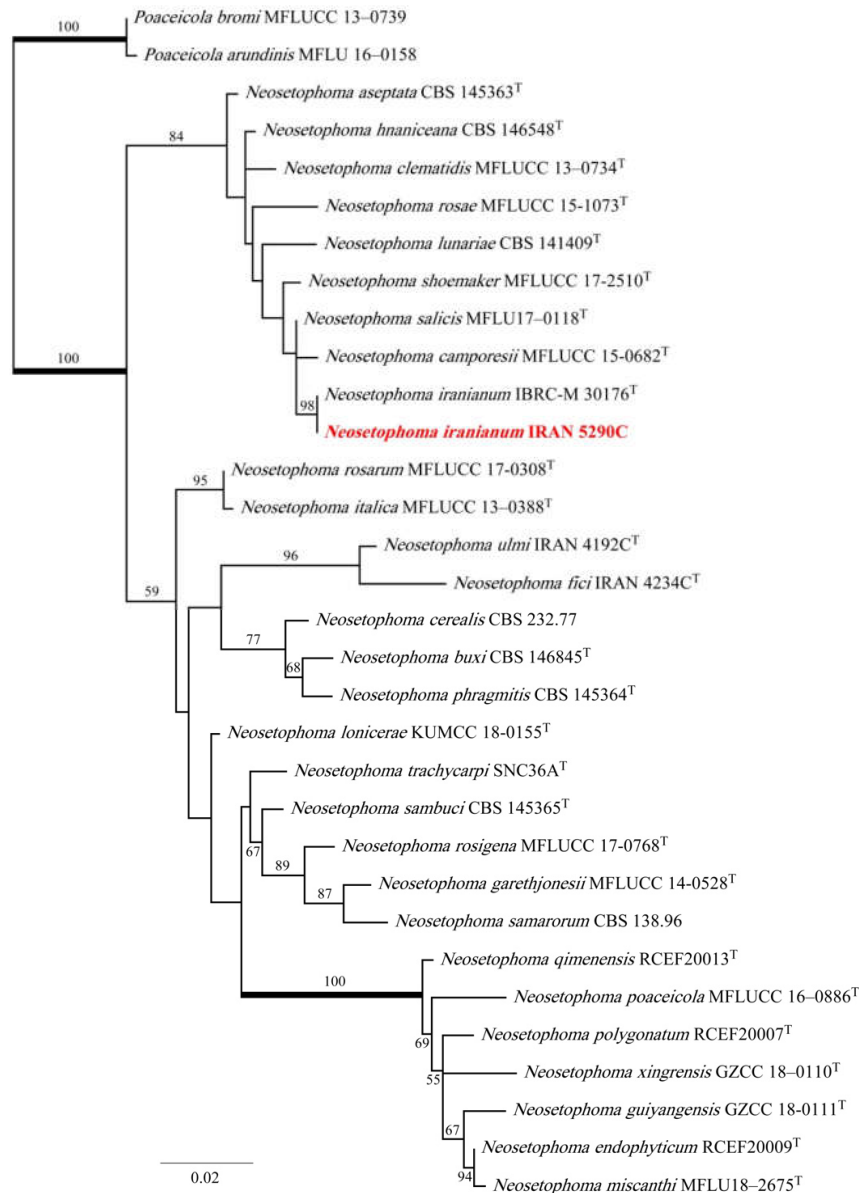 Poaceicola bromi MFLUCC 13–0739
100
Poaceicola arundinis MFLU 16–0158
Neosetophoma aseptata CBS 145363T
Neosetophoma hnaniceana CBS 146548T
84
Neosetophoma clematidis MFLUCC 13–0734T
Neosetophoma rosae MFLUCC 15-1073T
Neosetophoma lunariae CBS 141409T
Neosetophoma shoemaker MFLUCC 17-2510T
Neosetophoma salicis MFLU17–0118T
100
Neosetophoma camporesii MFLUCC 15-0682T
Neosetophoma iranianum IBRC-M 30176T
98
Neosetophoma iranianum IRAN 5290C
Neosetophoma rosarum MFLUCC 17-0308T
95
Neosetophoma italica MFLUCC 13–0388T
Neosetophoma ulmi IRAN 4192CT
96
Neosetophoma fici IRAN 4234CT
59
Neosetophoma cerealis CBS 232.77
77
Neosetophoma buxi CBS 146845T
68
Neosetophoma phragmitis CBS 145364T
Neosetophoma lonicerae KUMCC 18-0155T
Neosetophoma trachycarpi SNC36AT
Neosetophoma sambuci CBS 145365T
67
Neosetophoma rosigena MFLUCC 17-0768T
89
Neosetophoma garethjonesii MFLUCC 14-0528T
87
Neosetophoma samarorum CBS 138.96
Neosetophoma qimenensis RCEF20013T
100
Neosetophoma poaceicola MFLUCC 16–0886T
Neosetophoma polygonatum RCEF20007T
69
Neosetophoma xingrensis GZCC 18–0110T
55
Neosetophoma guiyangensis GZCC 18-0111T
67
Neosetophoma endophyticum RCEF20009T
94
Neosetophoma miscanthi MFLU18–2675T
0.02